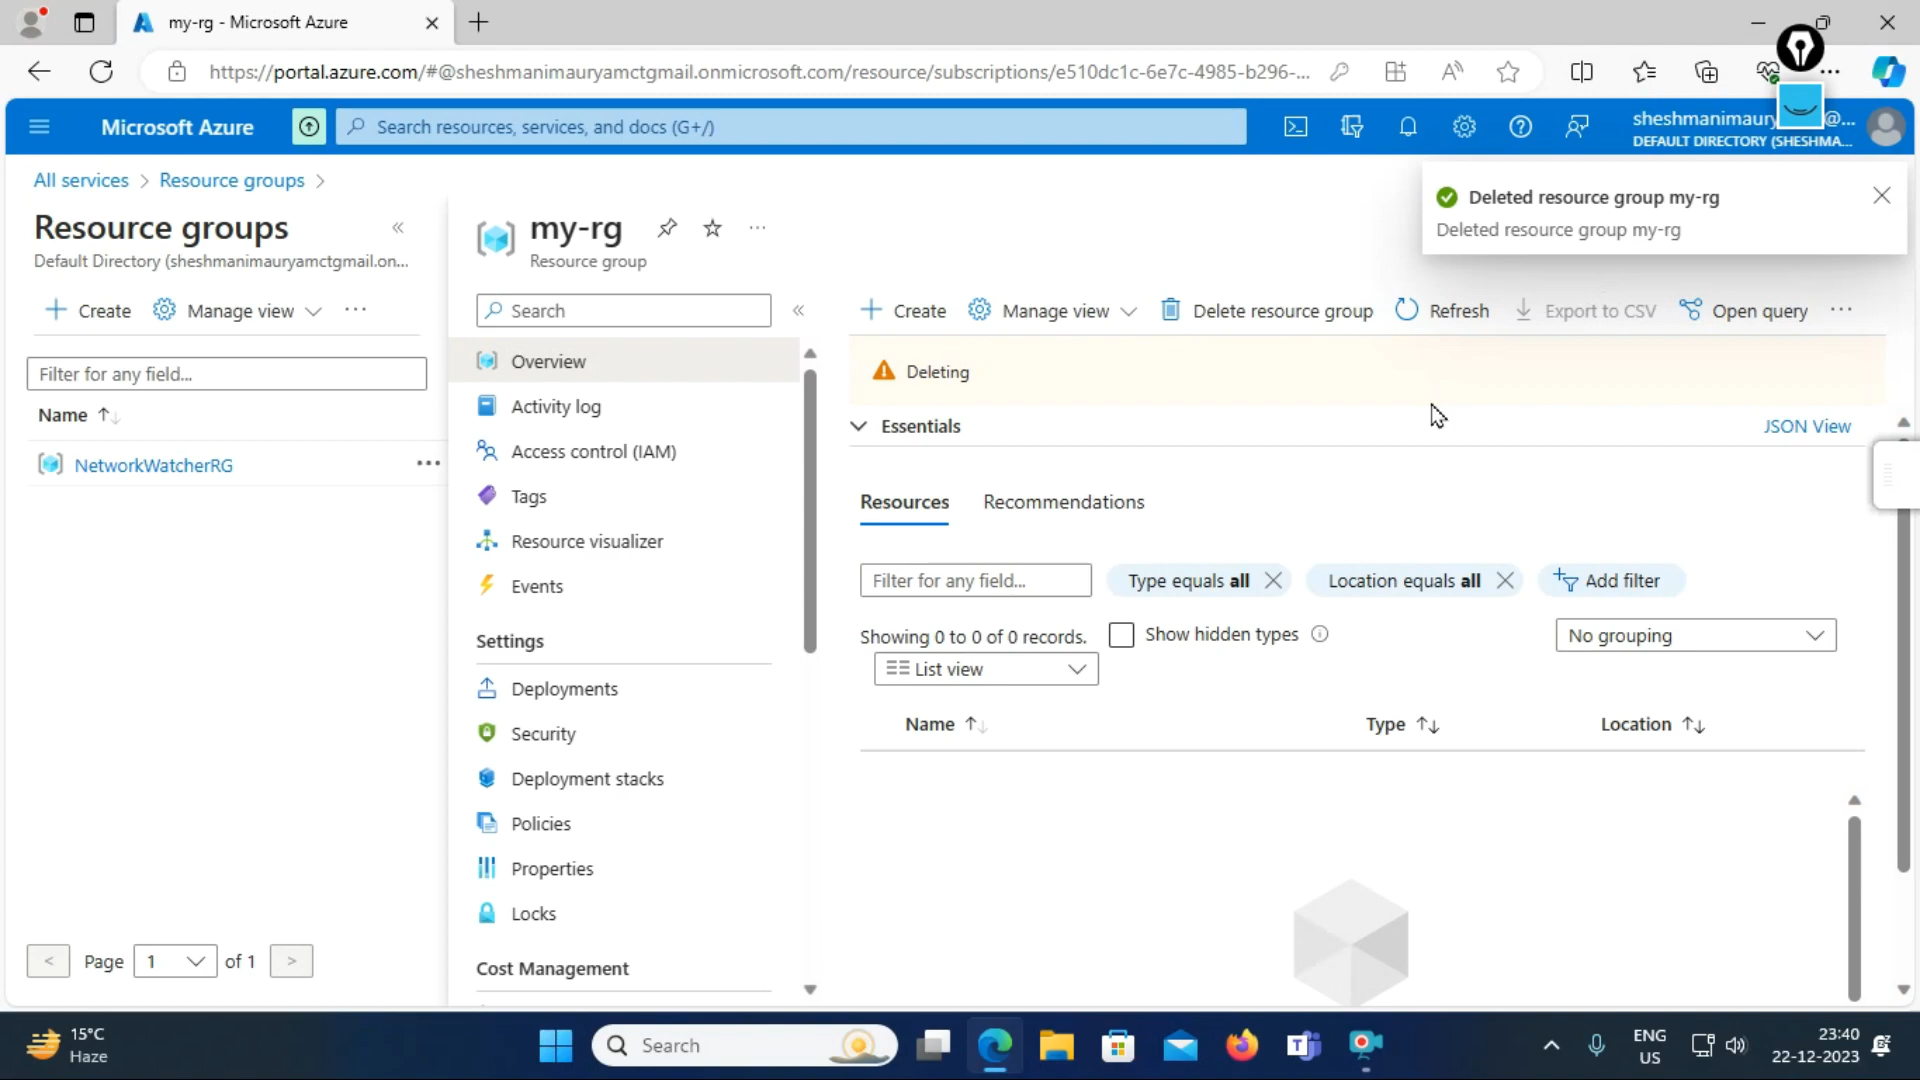 my-rg - Microsoft Azure
https://portal.azure.com/#@sheshmanimauryamctgmail.onmicrosoft.com/resource/subscriptions/e510dc1c-6e7c-4985-b296-...
Microsoft Azure
Search resources, services, and docs (G+/)
sheshmanimaury @...
DEFAULT DIRECTORY (SHESHMA...
All services > Resource groups >
Deleted resource group my-rg
Deleted resource group my-rg
Resource groups
Default Directory (sheshmanimauryamctgmail.on...
Create
Manage view
Filter for any field...
Name
NetworkWatcherRG
< Page 1 of 1 >
my-rg
Resource group
Search
Overview
Activity log
Access control (IAM)
Tags
Resource visualizer
Events
Settings
Deployments
Security
Deployment stacks
Policies
Properties
Locks
Cost Management
Create
Manage view
Delete resource group
Refresh
Export to CSV
Open query
Deleting
Essentials
JSON View
Resources
Recommendations
Filter for any field...
Type equals all
Location equals all
Add filter
Showing 0 to 0 of 0 records.
Show hidden types
No grouping
List view
Name
Type
Location
15°C
Haze
Search
ENG
US
23:40
22-12-2023